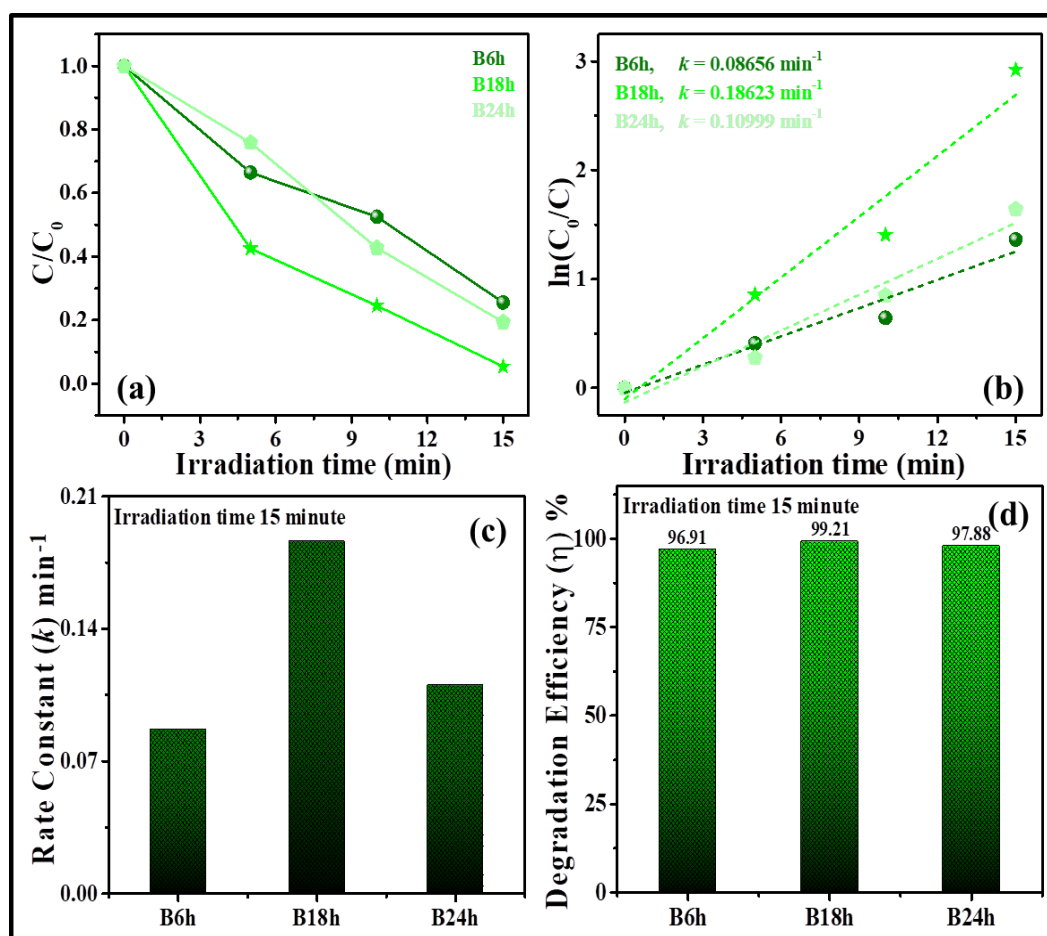 C/C₀
1.0
0.8
0.6
0.4
0.2
0.0
B6h
B18h
B24h
(a)
0 3 6 9 12 15
Irradiation time (min)
ln(C₀/C)
3
2
1
0
B6h, k = 0.08656 min⁻¹
B18h, k = 0.18623 min⁻¹
B24h, k = 0.10999 min⁻¹
(b)
0 3 6 9 12 15
Irradiation time (min)
Rate Constant (k) min⁻¹
0.21
0.14
0.07
0.00
Irradiation time 15 minute
(c)
B6h B18h B24h
Degradation Efficiency (η) %
100
75
50
25
0
Irradiation time 15 minute
(d)
96.91 99.21 97.88
B6h B18h B24h